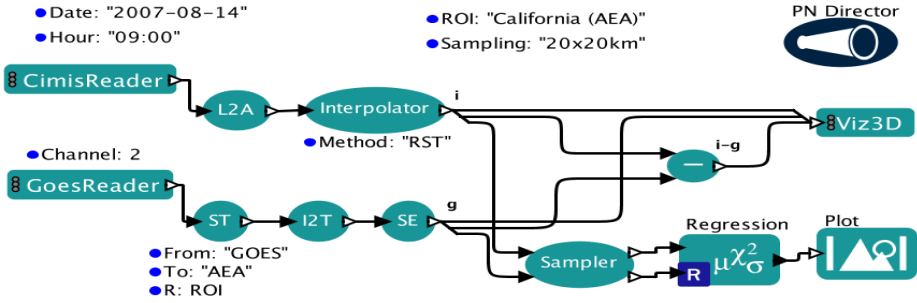 Date: "2007-08-14"
Hour: "09:00"
ROI: "California (AEA)"
Sampling: "20x20km"
PN Director
CimisReader
L2A
Interpolator
i
Viz3D
Method: "RST"
Channel: 2
i-g
−
GoesReader
ST
I2T
SE
g
From: "GOES"
To: "AEA"
R: ROI
Sampler
Regression
R
μχ²σ
Plot